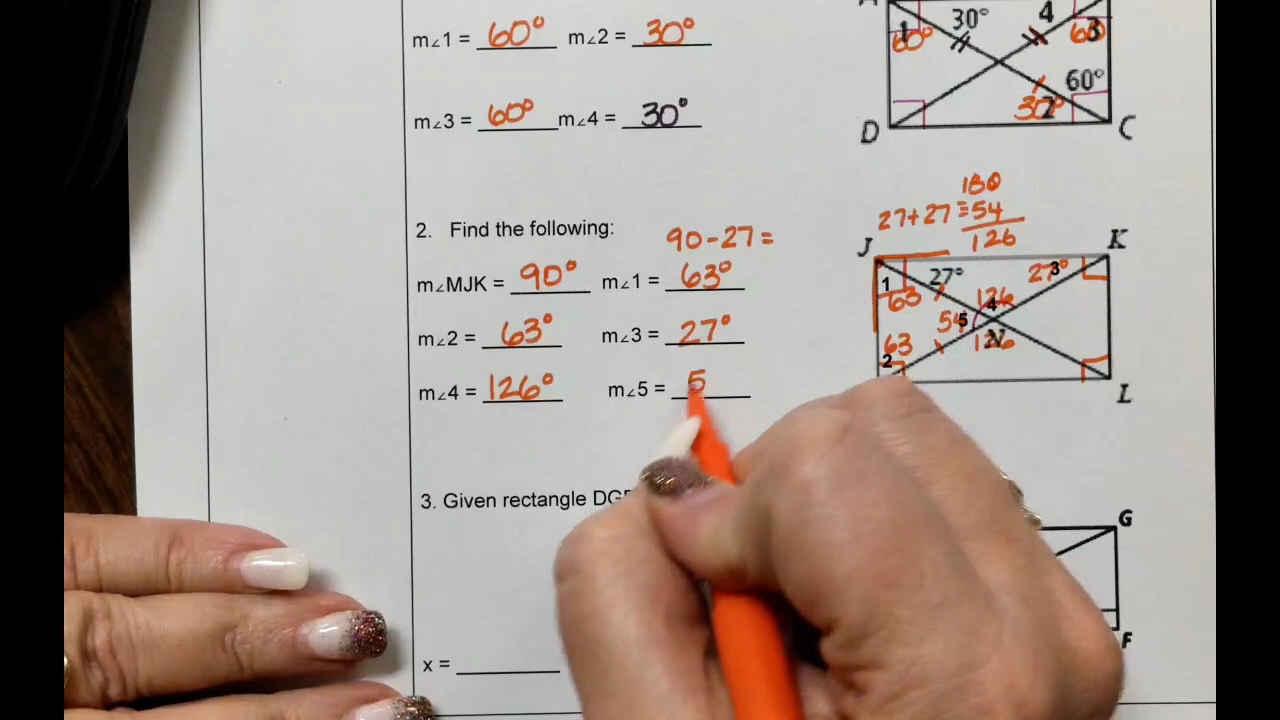 m∠1 = 60° m∠2 = 30°
m∠3 = 60° m∠4 = 30°
1 30° 4 3
60° 60
60°
30° 2
D C
2. Find the following:
90-27=
m∠MJK = 90° m∠1 = 63°
m∠2 = 63° m∠3 = 27°
m∠4 = 126° m∠5 = 5
180
27+27=54
126
J K
1 27° 27° 3
63 126 4
54 5
63 126 N
2
L
3. Given rectangle
G
F
x =